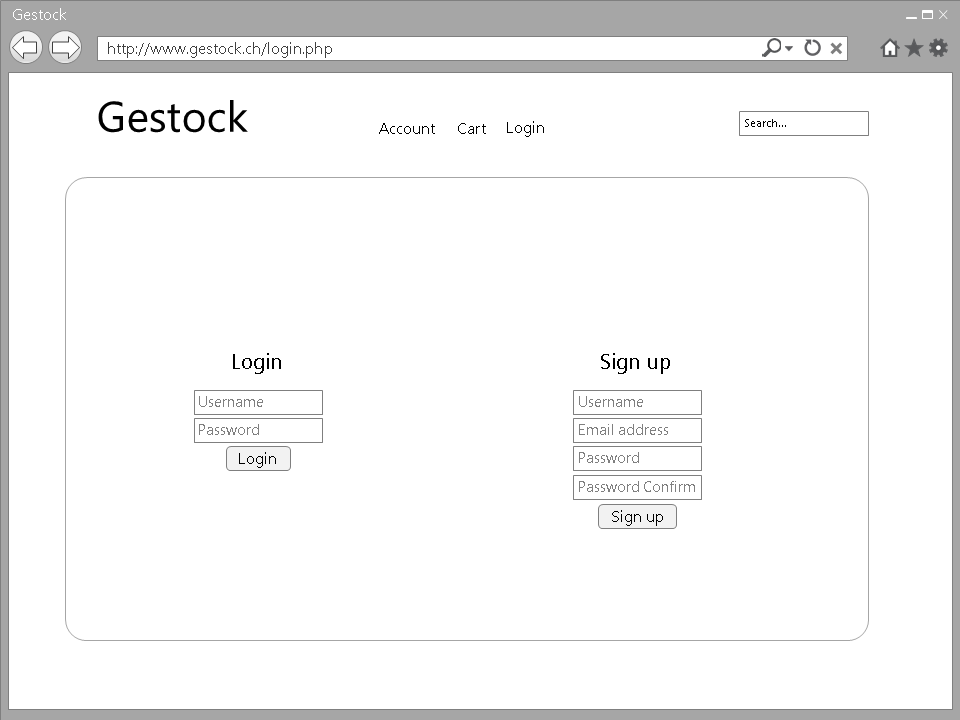 Gestock
http://www.gestock.ch/login.php
Gestock
Account Cart Login
Search...
Login
Username
Password
Login
Sign up
Username
Email address
Password
Password Confirm
Sign up